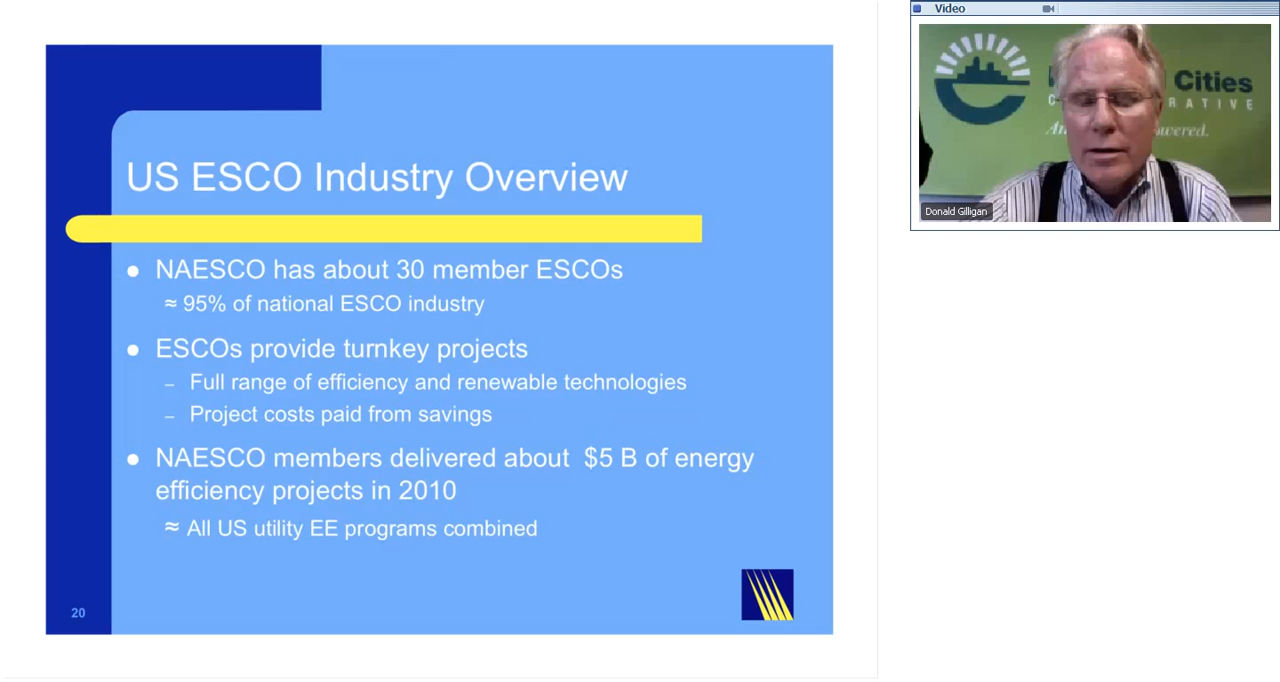 US ESCO Industry Overview
● NAESCO has about 30 member ESCOs
≈ 95% of national ESCO industry
● ESCOs provide turnkey projects
– Full range of efficiency and renewable technologies
– Project costs paid from savings
● NAESCO members delivered about $5 B of energy
efficiency projects in 2010
≈ All US utility EE programs combined
20
Video
Cities
RATIVE
Donald Gilligan